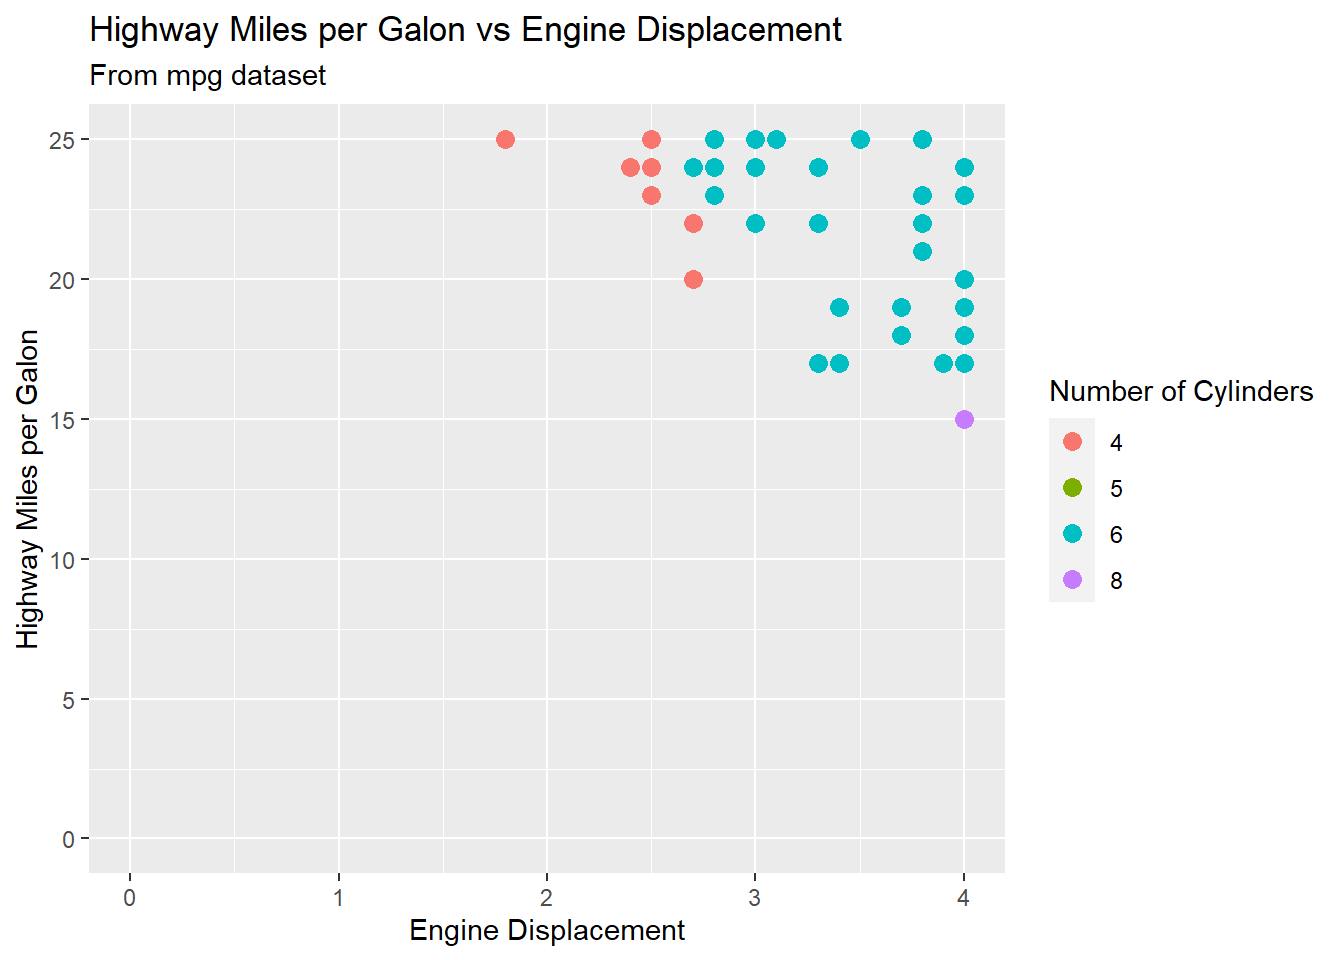 Highway Miles per Galon vs Engine Displacement
From mpg dataset
Highway Miles per Galon
25
20
15
10
5
0
0 1 2 3 4
Engine Displacement
Number of Cylinders
4
5
6
8